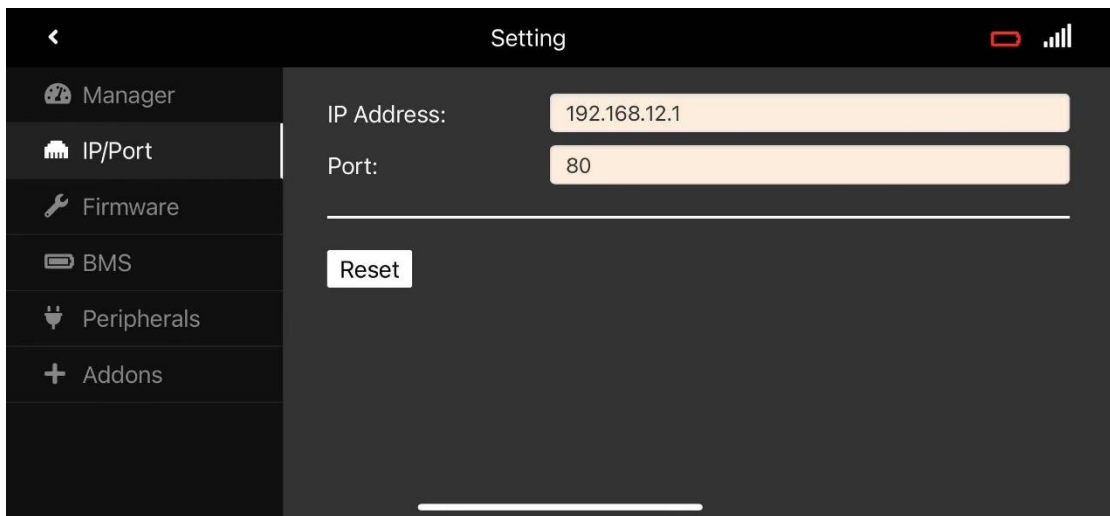 Setting
Manager
IP/Port
Firmware
BMS
Peripherals
Addons
IP Address: 192.168.12.1
Port: 80
Reset